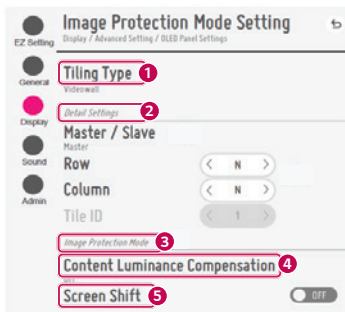 Image Protection Mode Setting
Display / Advanced Setting / OLED Panel Settings
EZ Setting
General
Display
Sound
Admin
Tiling Type 1
Videowall
Detail Settings 2
Master / Slave
Master
Row < N >
Column < N >
Tile ID < 1 >
Image Protection Mode 3
Content Luminance Compensation 4
Screen Shift 5 OFF